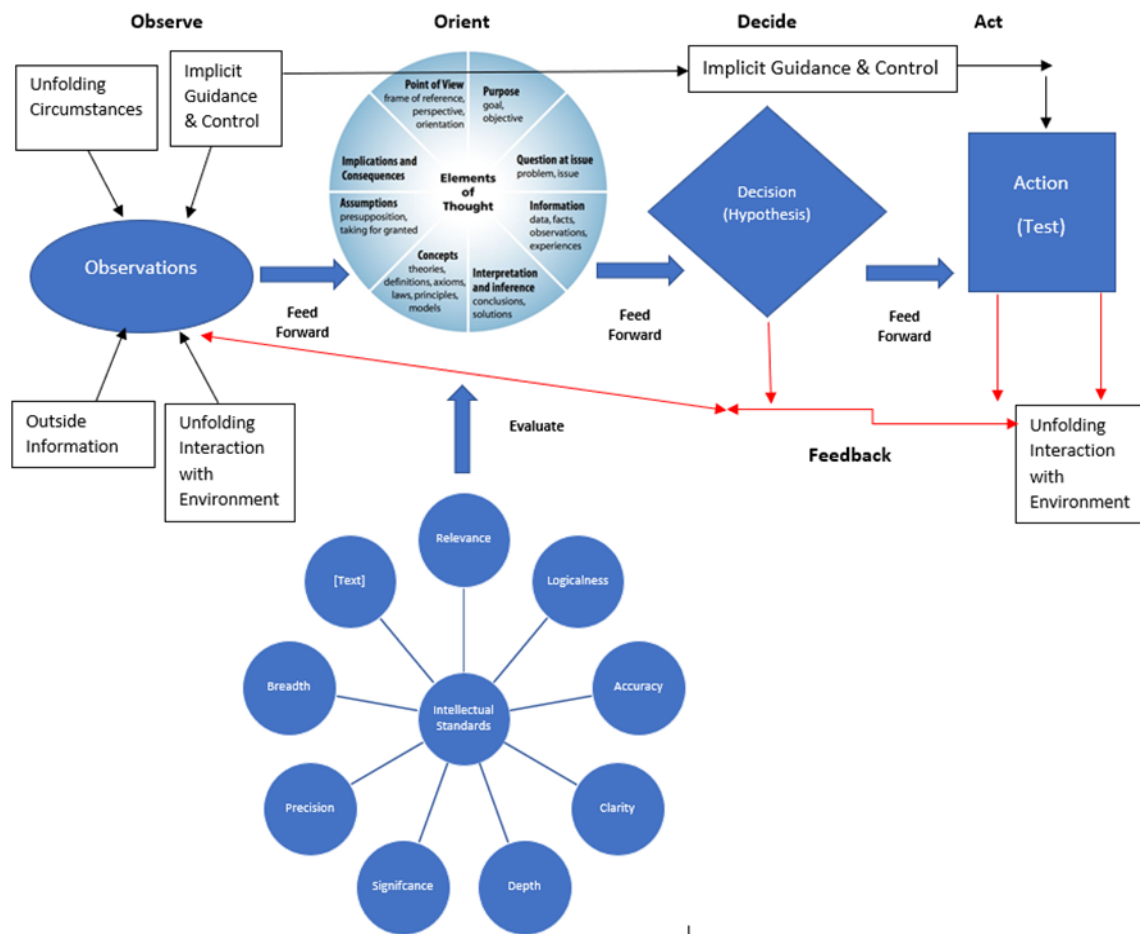 Observe
Orient
Decide
Act
Unfolding
Circumstances
Implicit
Guidance
& Control
Implicit Guidance & Control
Point of View
frame of reference,
perspective,
orientation
Purpose
goal,
objective
Implications and
Consequences
Question at issue
problem, issue
Elements
of
Thought
Assumptions
presupposition,
taking for granted
Information
data, facts,
observations,
experiences
Concepts
theories,
definitions, axioms,
laws, principles,
models
Interpretation
and inference
conclusions,
solutions
Decision
(Hypothesis)
Action
(Test)
Observations
Feed
Forward
Feed
Forward
Feed
Forward
Outside
Information
Unfolding
Interaction
with
Environment
Evaluate
Feedback
Unfolding
Interaction
with
Environment
Relevance
[Text]
Logicalness
Breadth
Accuracy
Intellectual
Standards
Precision
Clarity
Signifcance
Depth